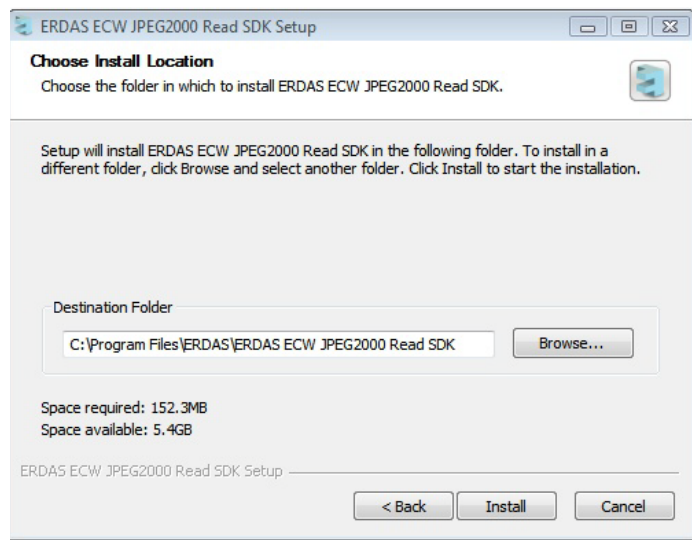 ERDAS ECW JPEG2000 Read SDK Setup
Choose Install Location
Choose the folder in which to install ERDAS ECW JPEG2000 Read SDK.
Setup will install ERDAS ECW JPEG2000 Read SDK in the following folder. To install in a
different folder, click Browse and select another folder. Click Install to start the installation.
Destination Folder
C:\Program Files\ERDAS\ERDAS ECW JPEG2000 Read SDK
Browse...
Space required: 152.3MB
Space available: 5.4GB
ERDAS ECW JPEG2000 Read SDK Setup
< Back Install Cancel